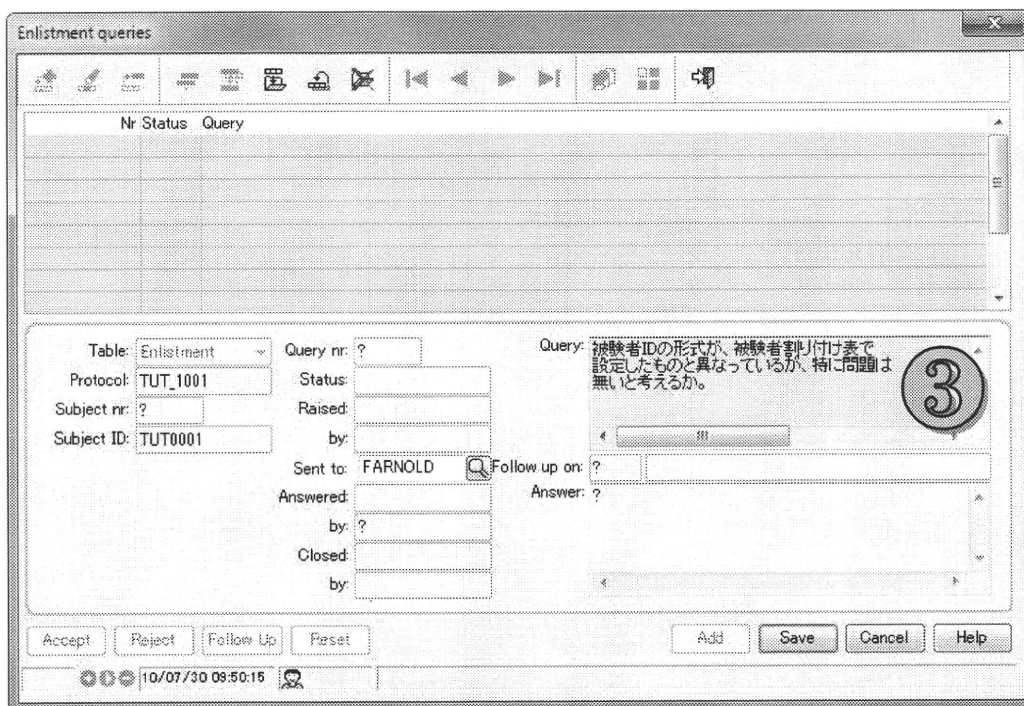 Enlistment queries
Nr Status Query
Table: Enlistment
Protocol: TUT_1001
Subject nr: ?
Subject ID: TUT0001
Query nr: ?
Status:
Raised:
by:
Sent to: FARNOLD
Answered:
by: ?
Closed:
by:
Query: 被験者IDの形式が、被験者割り付け表で
設定したものと異なっているが、特に問題は
無いと考えるか。
③
Follow up on: ?
Answer: ?
Accept Reject Follow Up Reset Add Save Cancel Help
10/07/30 09:50:15